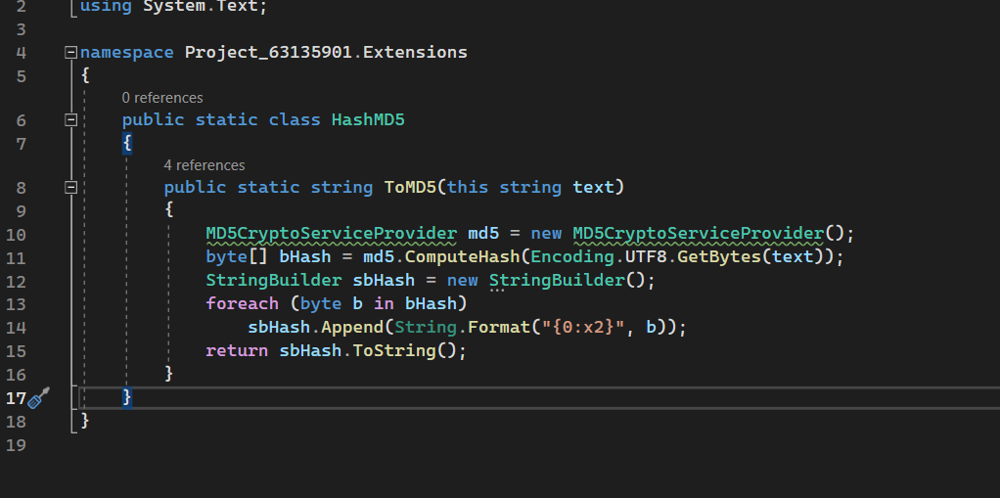 2 using System.Text;
3
4 namespace Project_63135901.Extensions
5 {
0 references
6 public static class HashMD5
7 {
4 references
8 public static string ToMD5(this string text)
9 {
10 MD5CryptoServiceProvider md5 = new MD5CryptoServiceProvider();
11 byte[] bHash = md5.ComputeHash(Encoding.UTF8.GetBytes(text));
12 StringBuilder sbHash = new StringBuilder();
13 foreach (byte b in bHash)
14 sbHash.Append(String.Format("{0:x2}", b));
15 return sbHash.ToString();
16 }
17 }
18 }
19